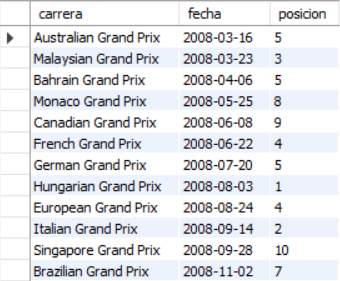 carrera fecha posicion
Australian Grand Prix 2008-03-16 5
Malaysian Grand Prix 2008-03-23 3
Bahrain Grand Prix 2008-04-06 5
Monaco Grand Prix 2008-05-25 8
Canadian Grand Prix 2008-06-08 9
French Grand Prix 2008-06-22 4
German Grand Prix 2008-07-20 5
Hungarian Grand Prix 2008-08-03 1
European Grand Prix 2008-08-24 4
Italian Grand Prix 2008-09-14 2
Singapore Grand Prix 2008-09-28 10
Brazilian Grand Prix 2008-11-02 7